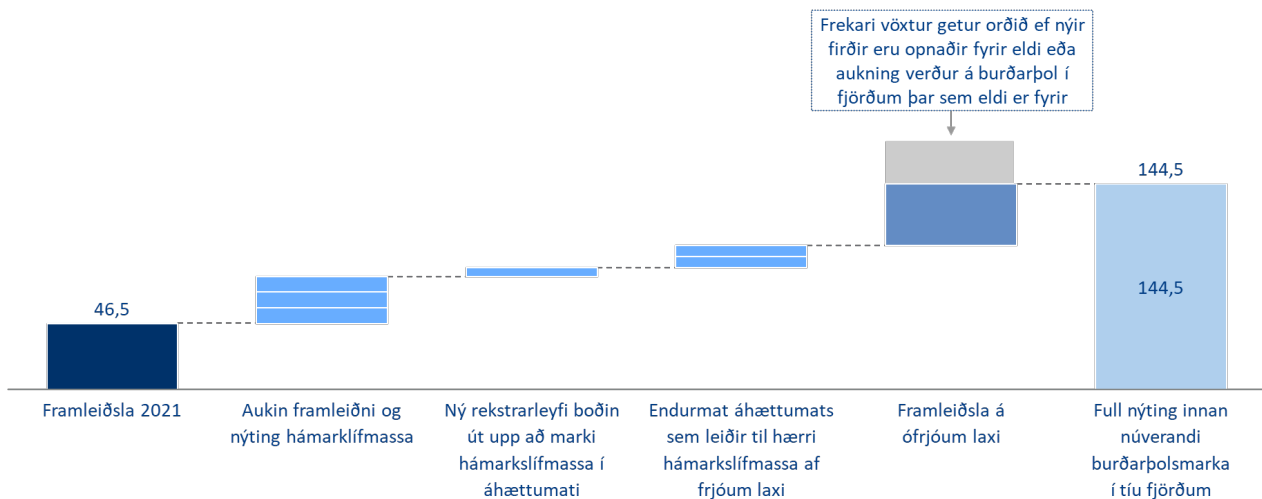 Frekari vöxtur getur orðið ef nýir
firðir eru opnaðir fyrir eldi eða
aukning verður á burðarþol í
fjörðum þar sem eldi er fyrir
144,5
144,5
46,5
Framleiðsla 2021
Aukin framleiðni og
nýting hámarklífmassa
Ný rekstrarleyfi boðin
út upp að marki
hámarkslífmassa í
áhættumati
Endurmat áhættumats
sem leiðir til hærri
hámarkslífmassa af
frjóum laxi
Framleiðsla á
ófrjóum laxi
Full nýting innan
núverandi
burðarþolsmarka
í tíu fjörðum